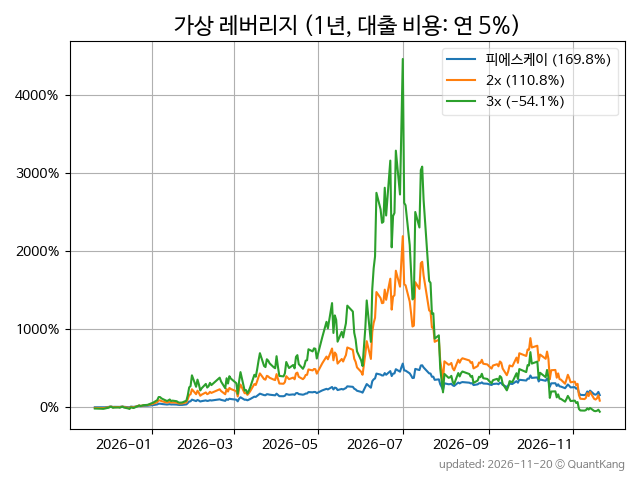 가상 레버리지 (1년, 대출 비용: 연 5%)
피에스케이 (169.8%)
2x (110.8%)
3x (-54.1%)
4000%
3000%
2000%
1000%
0%
2026-01
2026-03
2026-05
2026-07
2026-09
2026-11
updated: 2026-11-20 © QuantKang